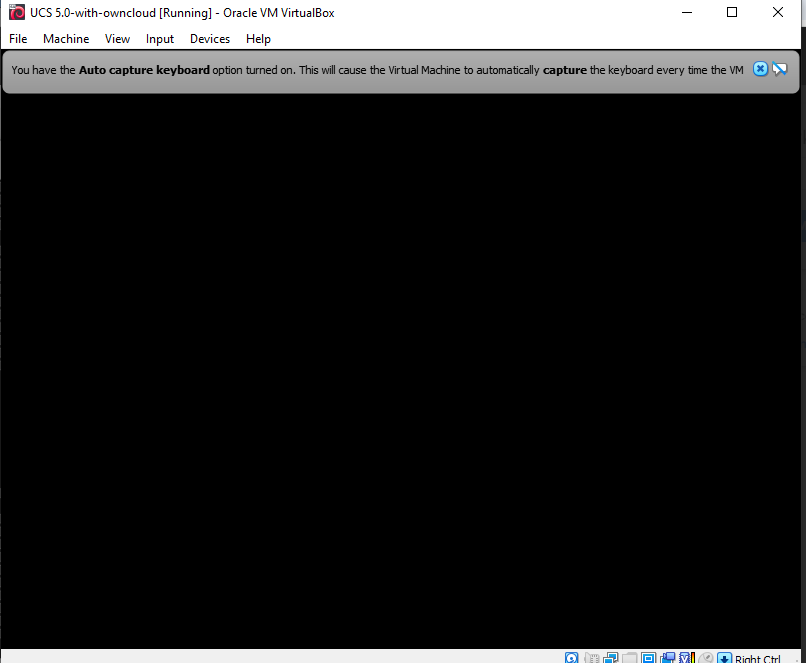 UCS 5.0-with-owncloud [Running] - Oracle VM VirtualBox
File Machine View Input Devices Help
You have the Auto capture keyboard option turned on. This will cause the Virtual Machine to automatically capture the keyboard every time the VM
Right Ctrl